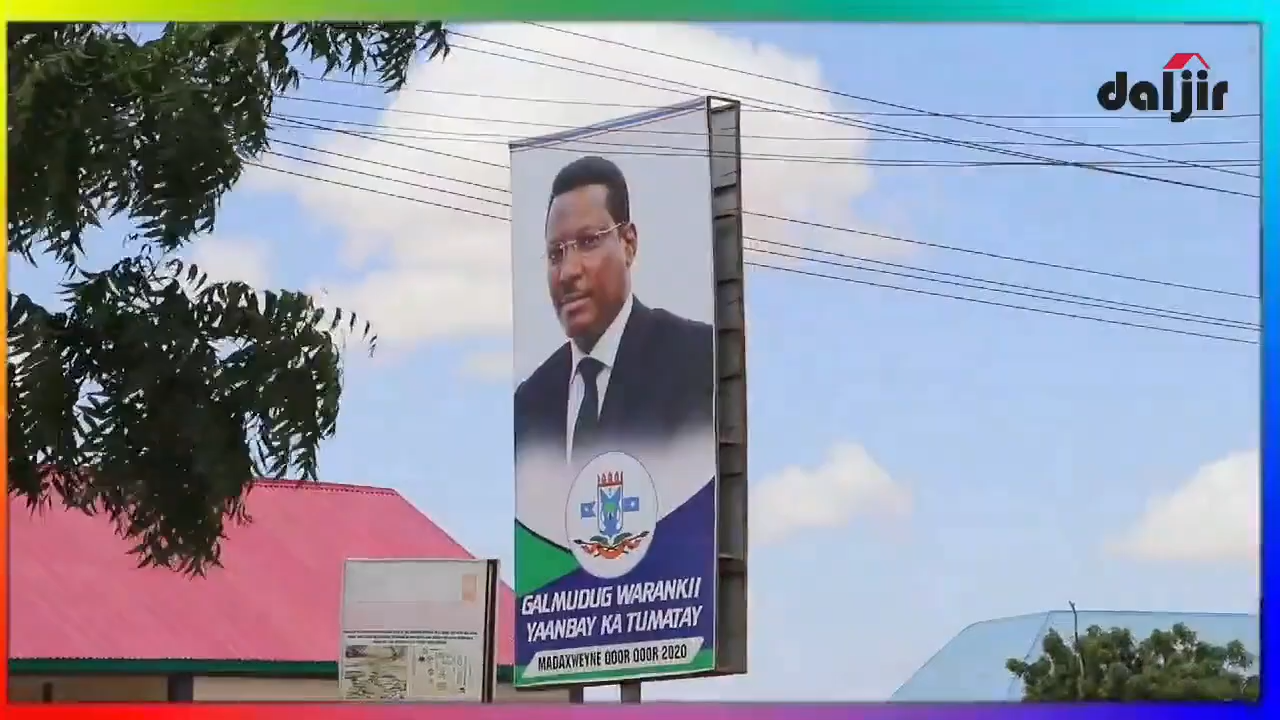 daljir
GALMUDUG WARANKII
YAANBAY KA TUMATAY
MADAXWEYNE QOOR QOOR 2020